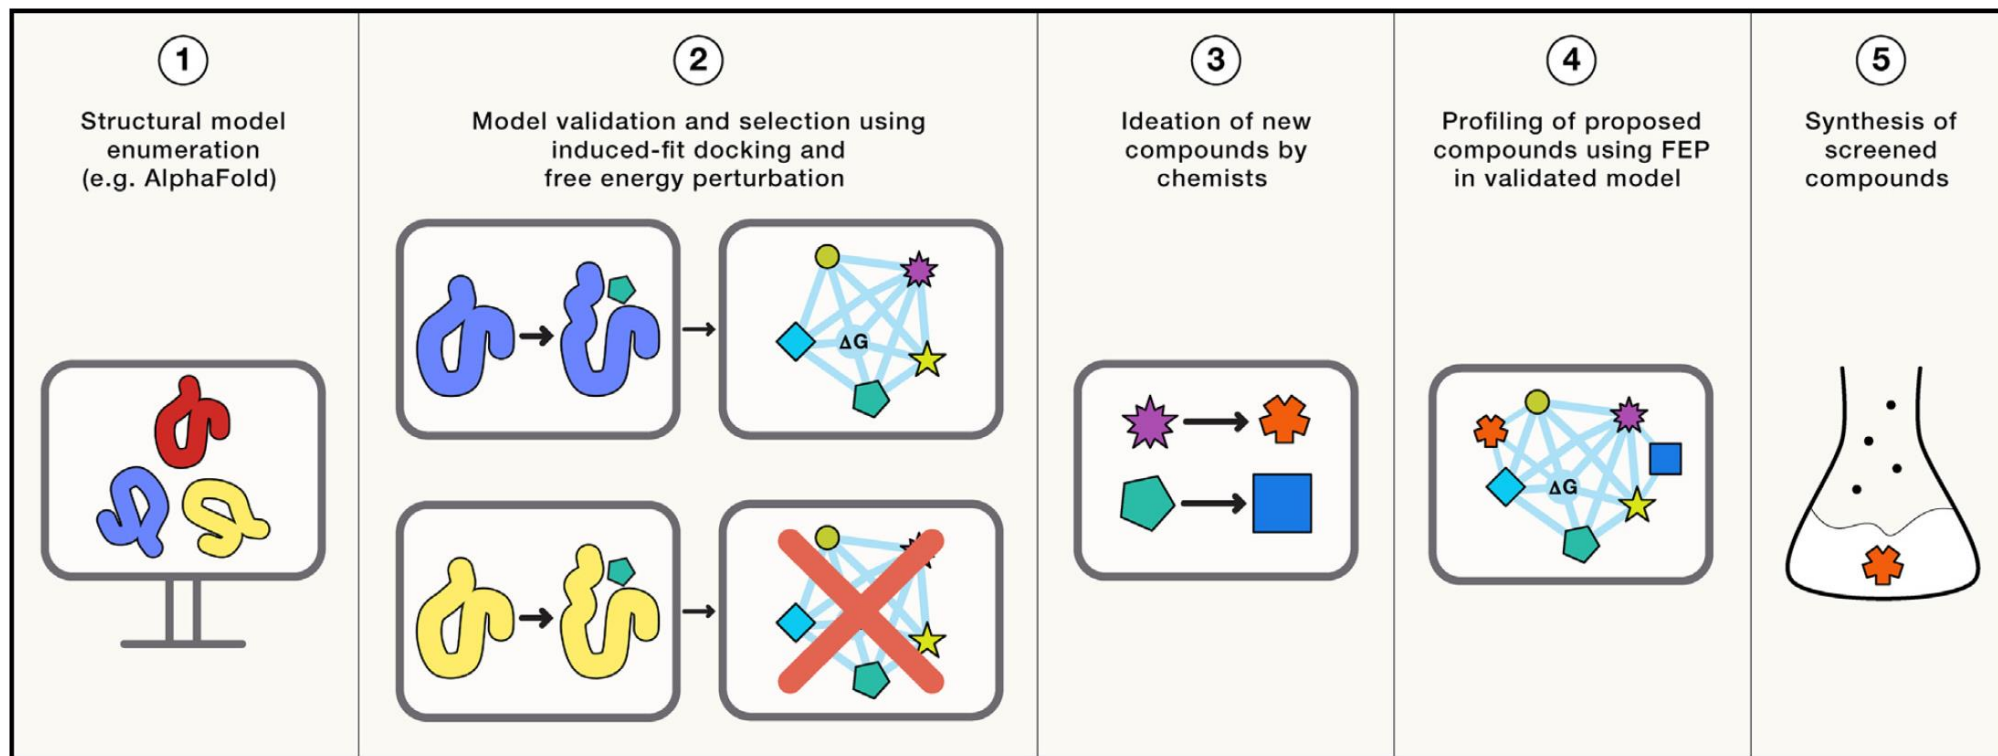 1
Structural model
enumeration
(e.g. AlphaFold)
2
Model validation and selection using
induced-fit docking and
free energy perturbation
ΔG
3
Ideation of new
compounds by
chemists
4
Profiling of proposed
compounds using FEP
in validated model
ΔG
5
Synthesis of
screened
compounds